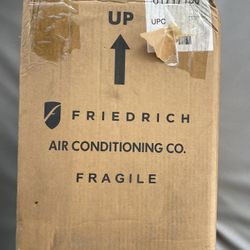 UP
UPC
FRIEDRICH
AIR CONDITIONING CO.
FRAGILE